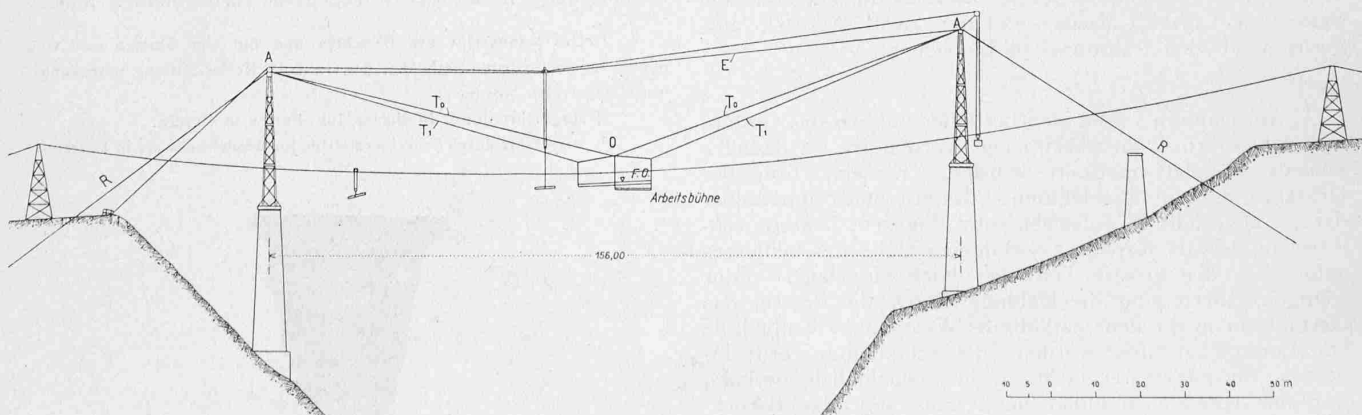 A
A
E
T₀
T₀
T₁
T₁
O
R
R
F.O.
Arbeitsbühne
156,00
10 5 0 10 20 30 40 50 m